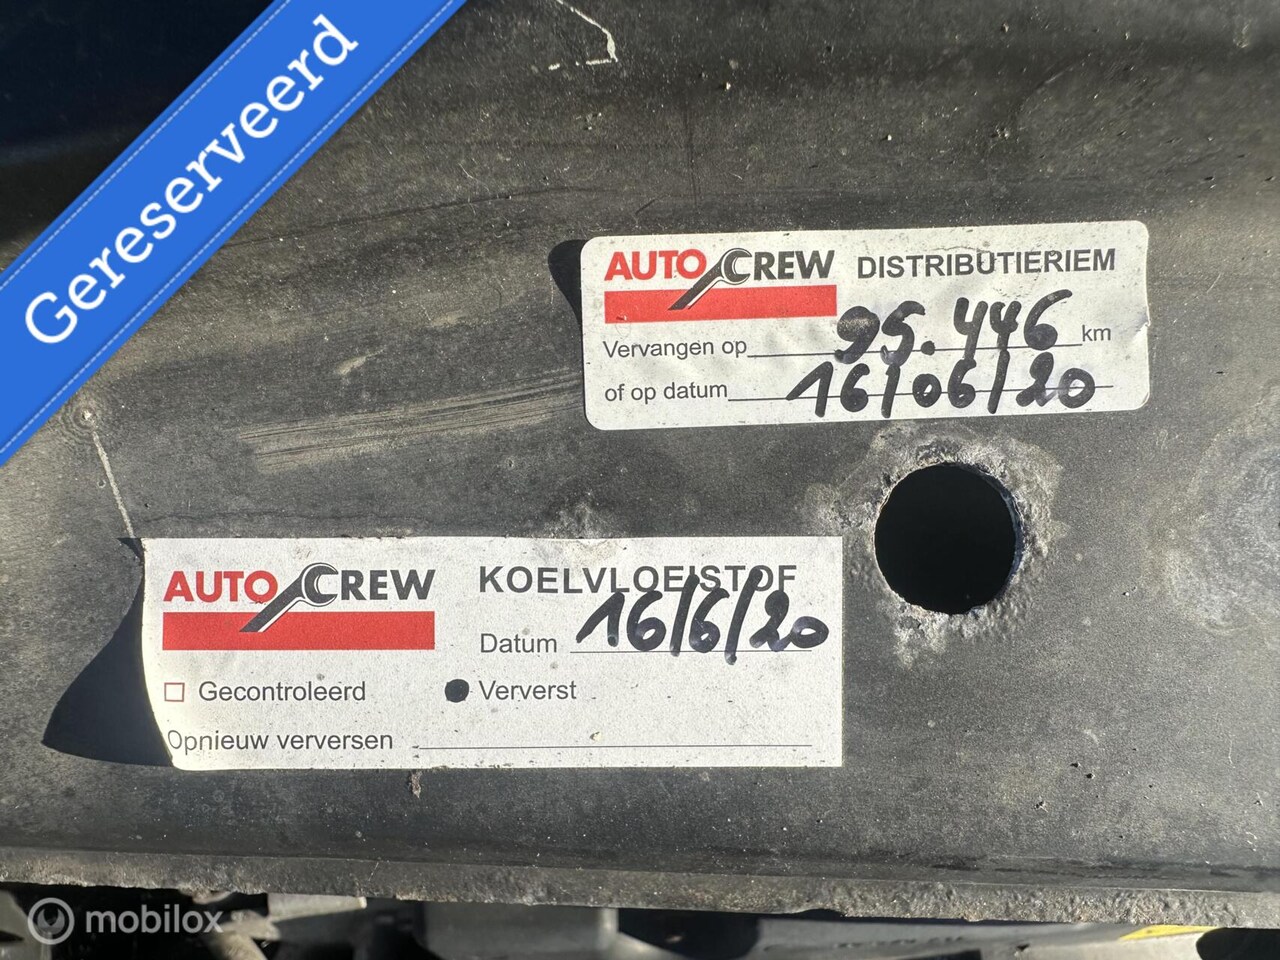 Gereserveerd
AUTO CREW DISTRIBUTIERIEM
Vervangen op 95.446 km
of op datum 16/06/20
AUTO CREW KOELVLOEISTOF
Datum 16/6/20
Gecontroleerd Ververst
Opnieuw verversen
mobilox